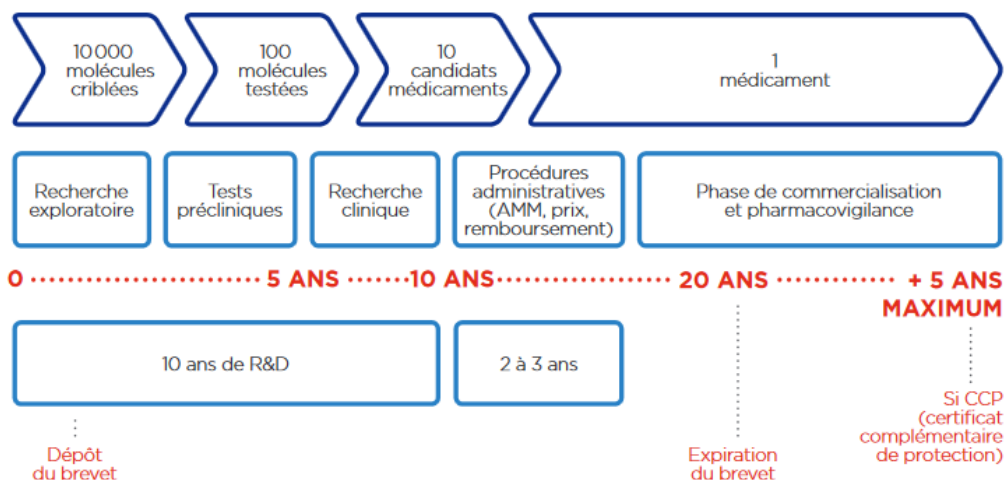 10 000
molécules
criblées
100
molécules
testées
10
candidats
médicaments
1
médicament
Recherche
exploratoire
Tests
précliniques
Recherche
clinique
Procédures
administratives
(AMM, prix,
remboursement)
Phase de commercialisation
et pharmacovigilance
0 5 ANS 10 ANS 20 ANS + 5 ANS
MAXIMUM
10 ans de R&D
2 à 3 ans
Dépôt
du brevet
Expiration
du brevet
Si CCP
(certificat
complémentaire
de protection)